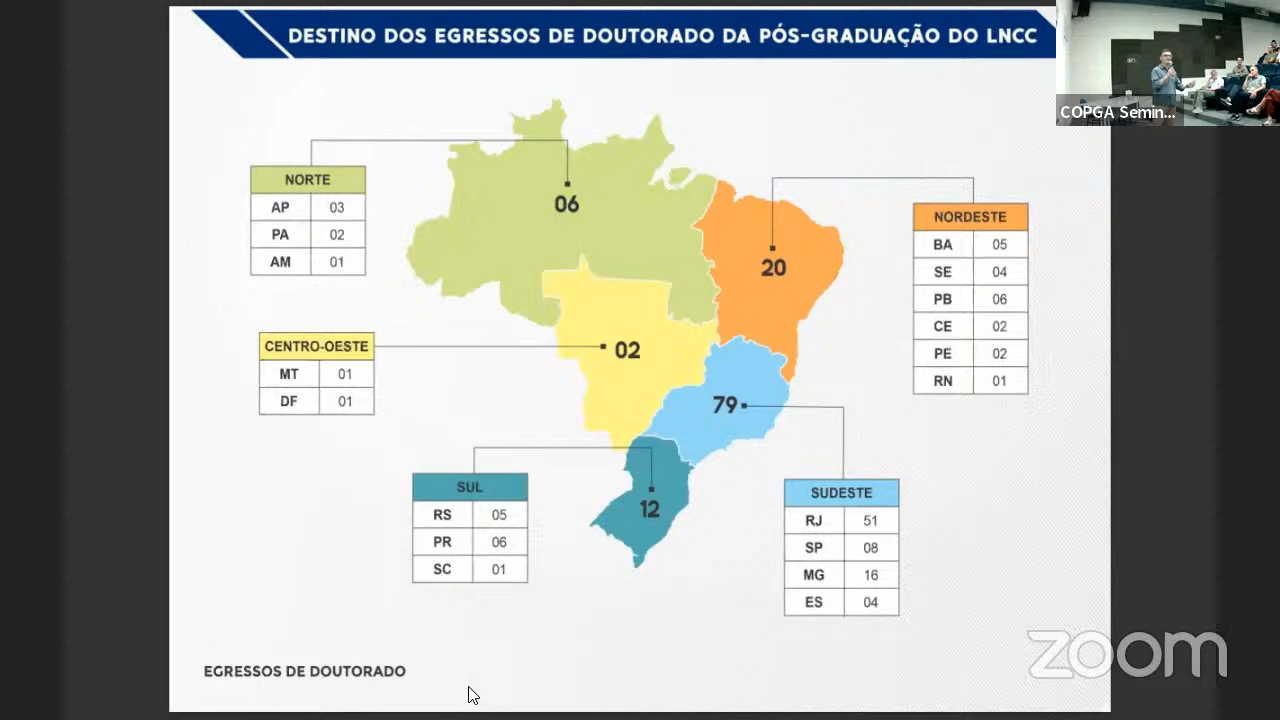 DESTINO DOS EGRESSOS DE DOUTORADO DA PÓS-GRADUAÇÃO DO LNCC
COPGA Semin...
NORTE
AP 03
PA 02
AM 01
06
20
NORDESTE
BA 05
SE 04
PB 06
CE 02
PE 02
RN 01
CENTRO-OESTE
MT 01
DF 01
02
79
SUL
RS 05
PR 06
SC 01
12
SUDESTE
RJ 51
SP 08
MG 16
ES 04
EGRESSOS DE DOUTORADO
zoom